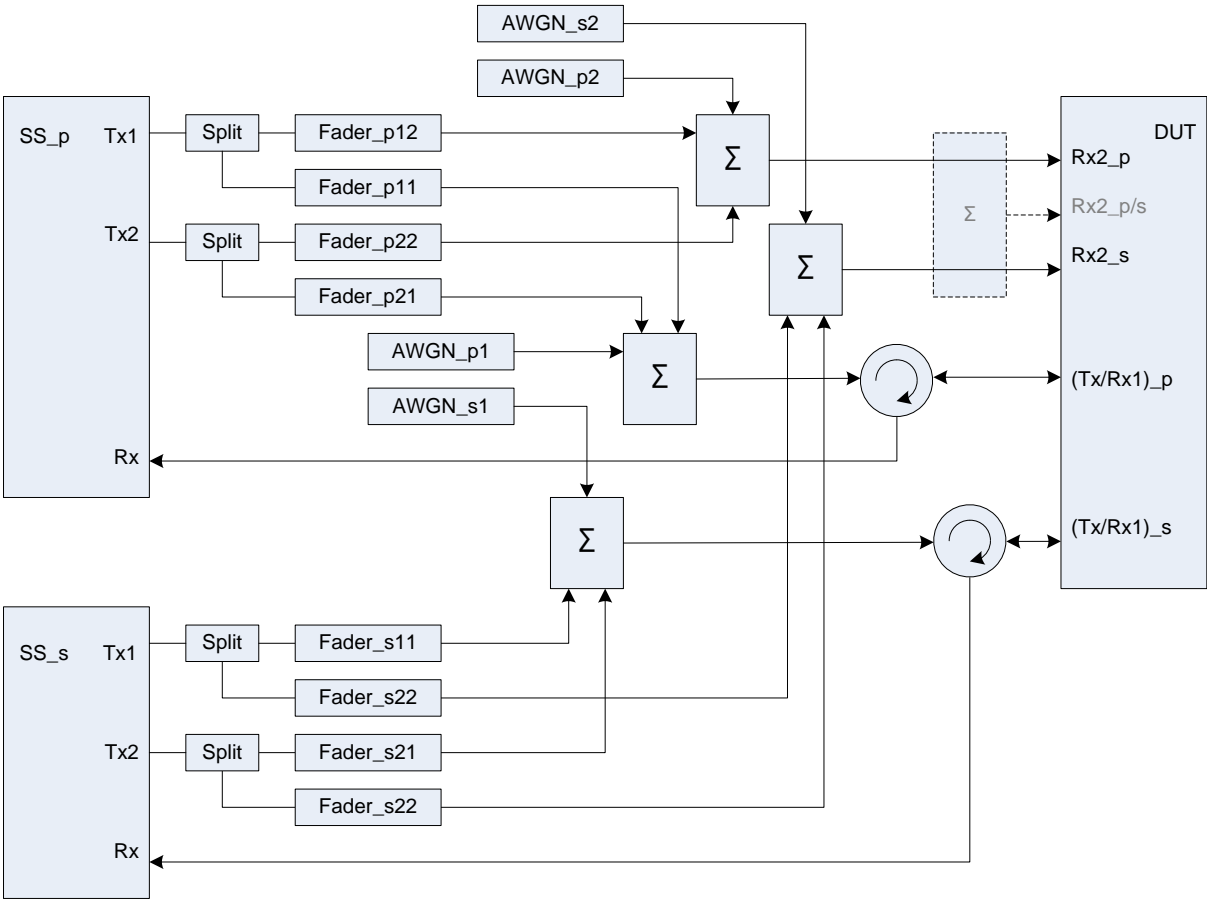 AWGN_s2
AWGN_p2
SS_p
Tx1
Split
Fader_p12
Σ
DUT
Rx2_p
Fader_p11
Σ
Rx2_p/s
Tx2
Split
Fader_p22
Σ
Rx2_s
Fader_p21
AWGN_p1
Σ
(Tx/Rx1)_p
AWGN_s1
Rx
Σ
(Tx/Rx1)_s
SS_s
Tx1
Split
Fader_s11
Fader_s22
Tx2
Split
Fader_s21
Fader_s22
Rx